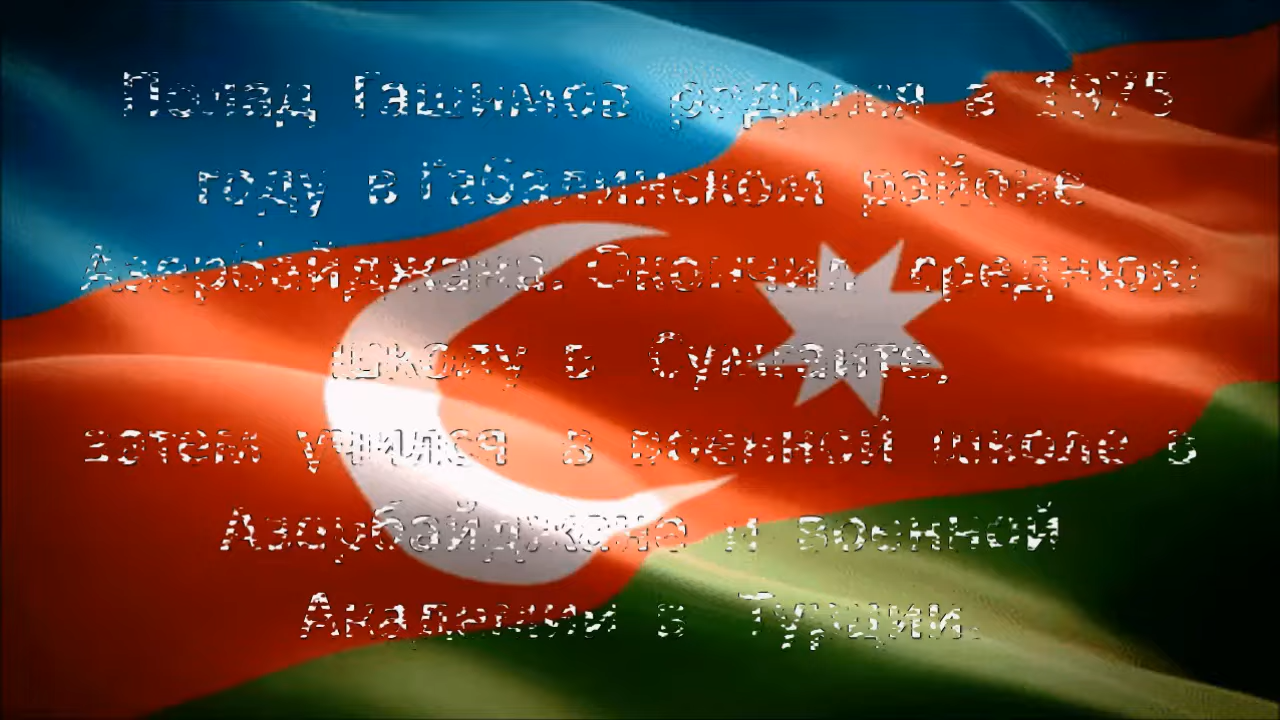 Полад Гашимов родился в 1975
году в Габалинском районе
Азербайджана. Окончил среднюю
школу в Сумгаите,
затем учился в военной школе в
Азербайджане и военной
Академии в Турции.